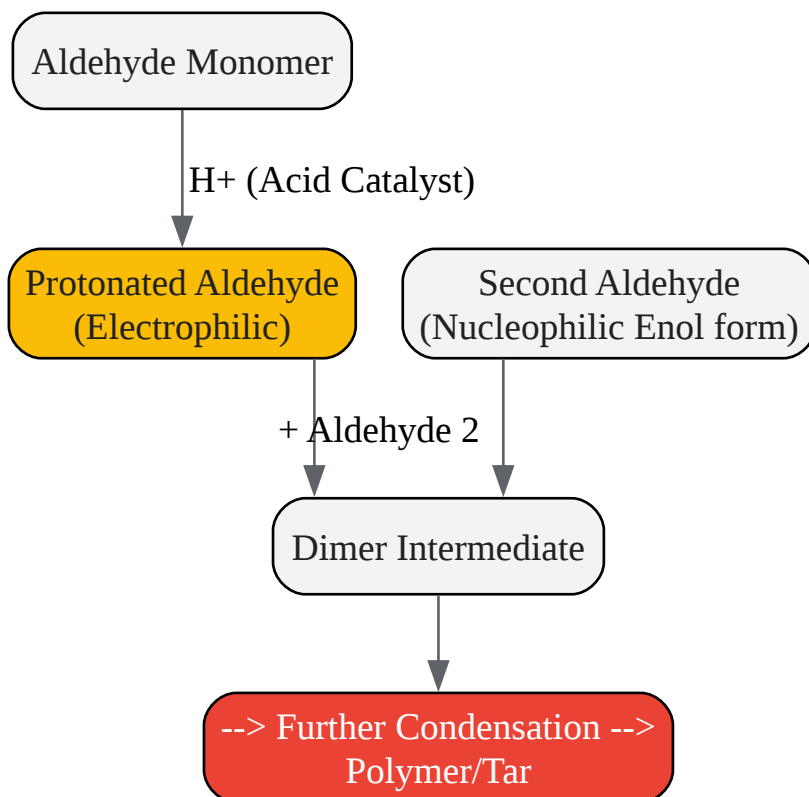 Aldehyde Monomer
H+ (Acid Catalyst)
Protonated Aldehyde
(Electrophilic)
Second Aldehyde
(Nucleophilic Enol form)
+ Aldehyde 2
Dimer Intermediate
--> Further Condensation -->
Polymer/Tar